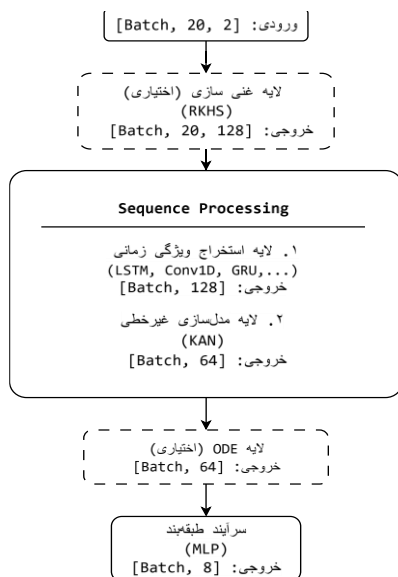 ورودی: [Batch, 20, 2]
لایه غنی سازی (اختیاری)
(RKHS)
خروجی: [Batch, 20, 128]
Sequence Processing
۱. لایه استخراج ویژگی زمانی
(LSTM, Conv1D, GRU,...)
خروجی: [Batch, 128]
۲. لایه مدل‌سازی غیرخطی
(KAN)
خروجی: [Batch, 64]
لایه ODE (اختیاری)
خروجی: [Batch, 64]
سرآیند طبقه‌بند
(MLP)
خروجی: [Batch, 8]